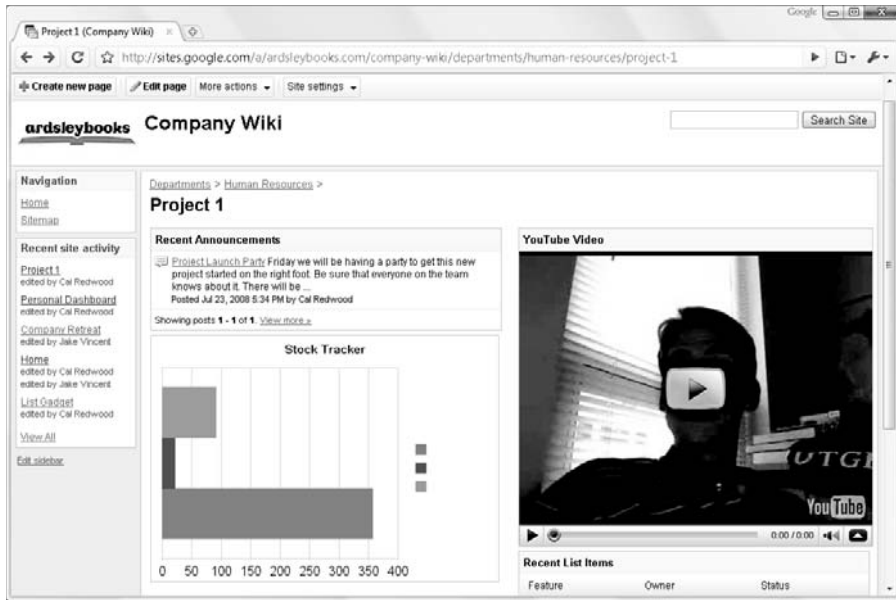 Google
Project 1 (Company Wiki)
http://sites.google.com/a/ardsleybooks.com/company-wiki/departments/human-resources/project-1
Create new page Edit page More actions Site settings
ardsleybooks Company Wiki Search Site
Navigation
Home
Sitemap
Recent site activity
Project 1
edited by Cal Redwood
Personal Dashboard
edited by Cal Redwood
Company Retreat
edited by Jake Vincent
Home
edited by Cal Redwood
edited by Jake Vincent
List Gadget
edited by Cal Redwood
View All
Edit sidebar
Departments > Human Resources >
Project 1
Recent Announcements
Project Launch Party Friday we will be having a party to get this new
project started on the right foot. Be sure that everyone on the team
knows about it. There will be ...
Posted Jul 23, 2008 5:34 PM by Cal Redwood
Showing posts 1 - 1 of 1. View more »
Stock Tracker
0 50 100 150 200 250 300 350 400
YouTube Video
UTGE
YouTube
0:00 / 0:00
Recent List Items
Feature Owner Status